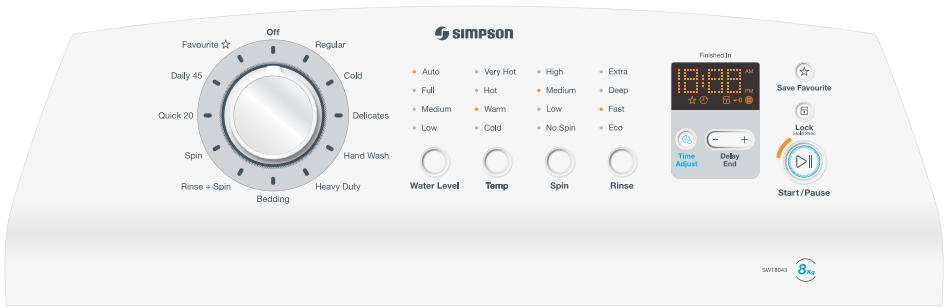 SIMPSON
Off
Regular
Cold
Delicates
Hand Wash
Heavy Duty
Bedding
Rinse + Spin
Spin
Quick 20
Daily 45
Favourite ☆
Auto
Full
Medium
Low
Water Level
Very Hot
Hot
Warm
Cold
Temp
High
Medium
Low
No Spin
Spin
Extra
Deep
Fast
Eco
Rinse
Finished In
18:08
AM
PM
Time
Adjust
- +
Delay
End
Save Favourite
Lock
Hold 3sec
Start/Pause
SWT8043
8Kg